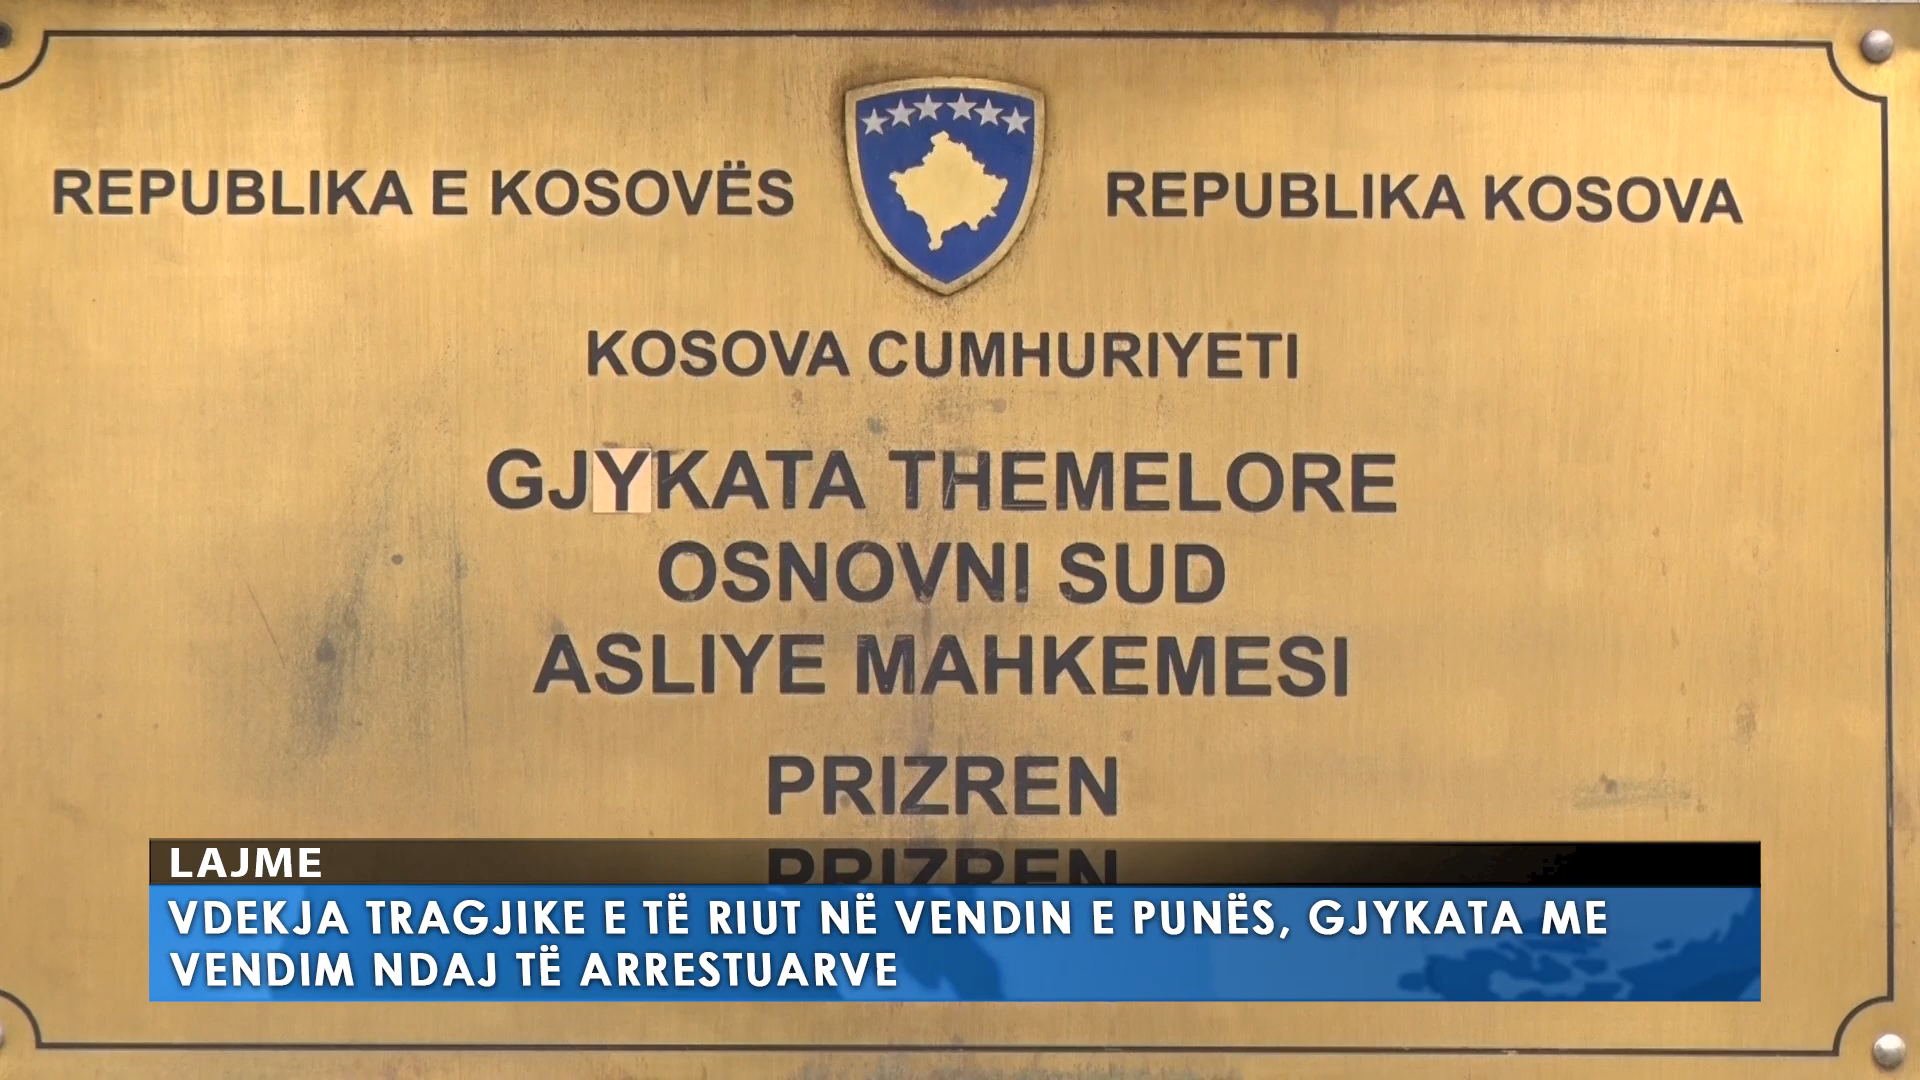 REPUBLIKA E KOSOVËS
REPUBLIKA KOSOVA
KOSOVA CUMHURIYETI
GJYKATA THEMELORE
OSNOVNI SUD
ASLIYE MAHKEMESI
PRIZREN
PRIZREN
LAJME
VDEKJA TRAGJIKE E TË RIUT NË VENDIN E PUNËS, GJYKATA ME
VENDIM NDAJ TË ARRESTUARVE